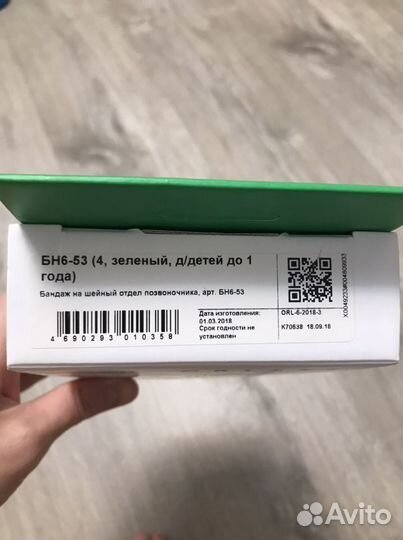 БН6-53 (4, зеленый, д/детей до 1
года)
Бандаж на шейный отдел позвоночника, арт. БН6-53
4 690293 010358
Дата изготовления:
01.03.2018
Срок годности не
установлен
ORL-6-2018-3
K70638 18.09.18
Avito